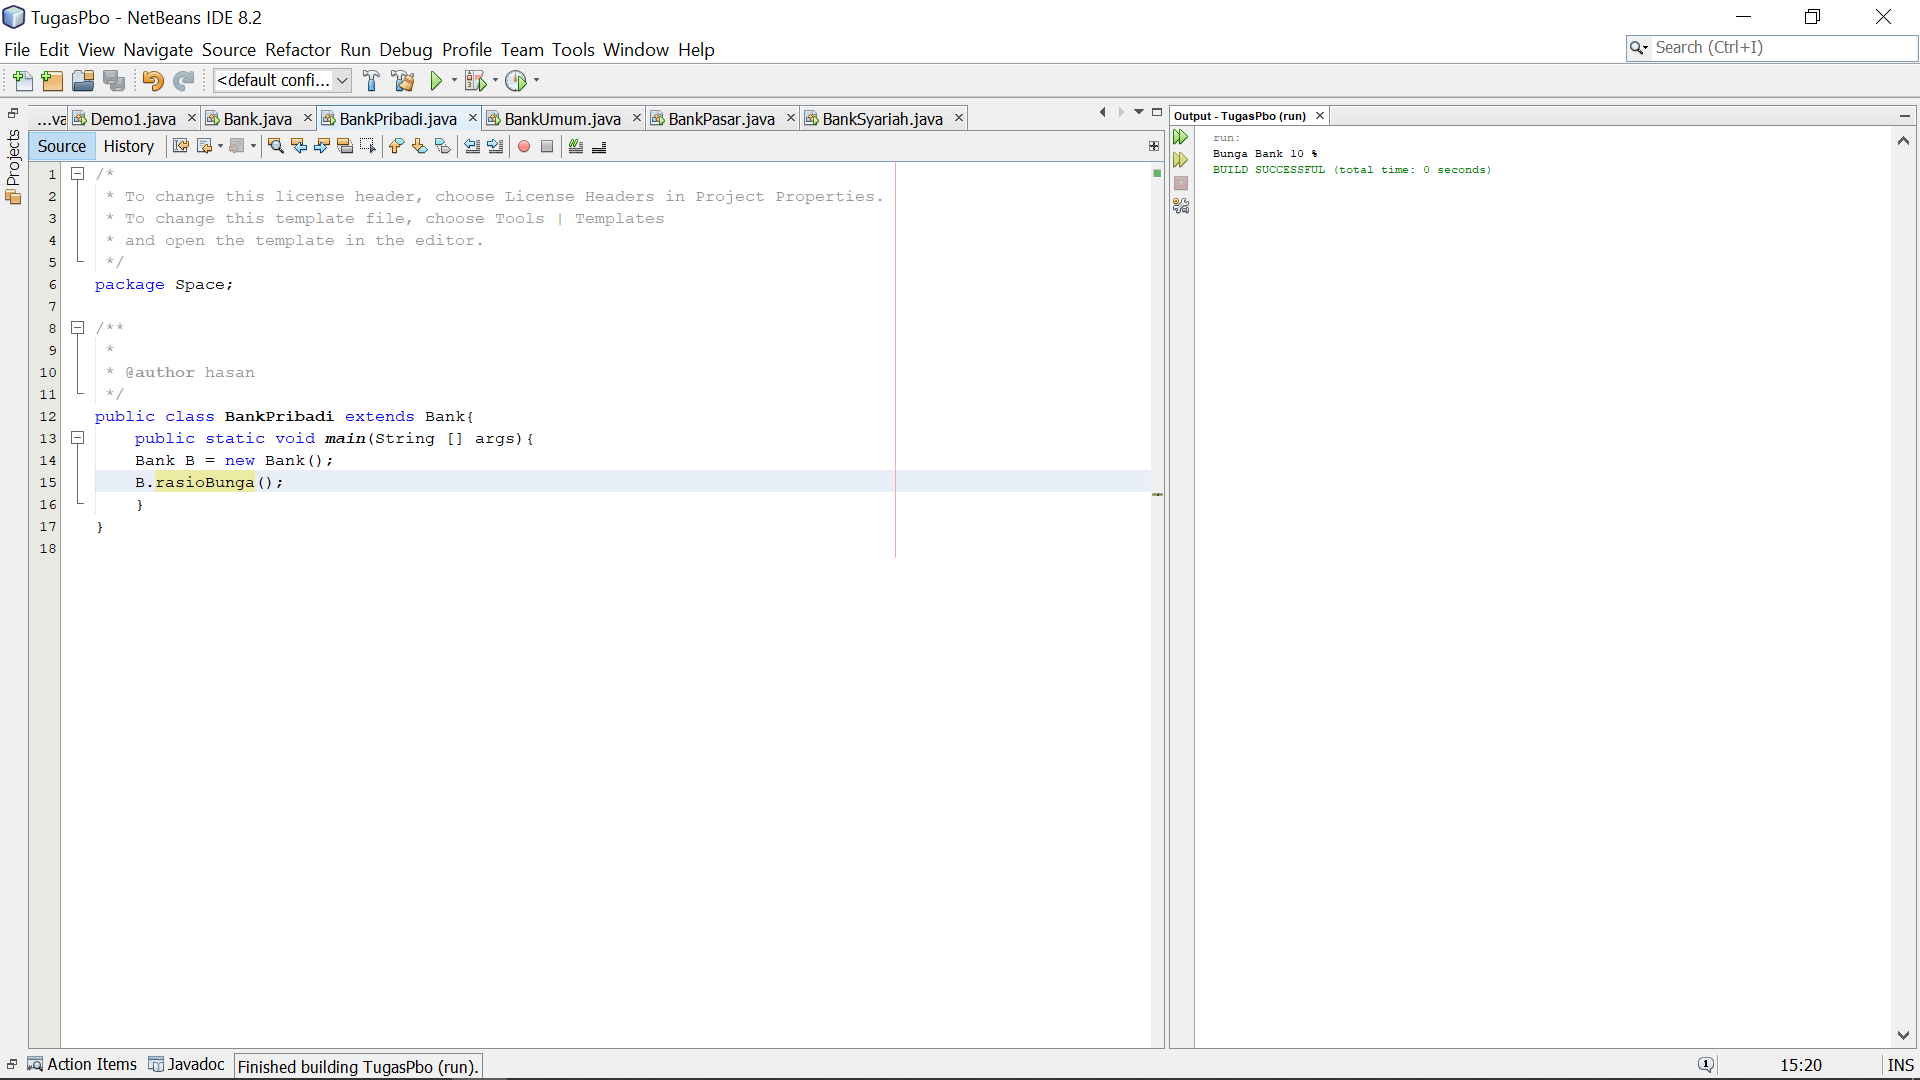 TugasPbo - NetBeans IDE 8.2
File Edit View Navigate Source Refactor Run Debug Profile Team Tools Window Help
Search (Ctrl+I)
<default confi...
...va Demo1.java Bank.java BankPribadi.java BankUmum.java BankPasar.java BankSyariah.java
Output - TugasPbo (run)
Projects
Source History
1 /*
2 * To change this license header, choose License Headers in Project Properties.
3 * To change this template file, choose Tools | Templates
4 * and open the template in the editor.
5 */
6 package Space;
7
8 /**
9 *
10 * @author hasan
11 */
12 public class BankPribadi extends Bank{
13 public static void main(String [] args){
14 Bank B = new Bank();
15 B.rasioBunga();
16 }
17 }
18
run:
Bunga Bank 10 %
BUILD SUCCESSFUL (total time: 0 seconds)
Action Items Javadoc Finished building TugasPbo (run).
1 15:20 INS